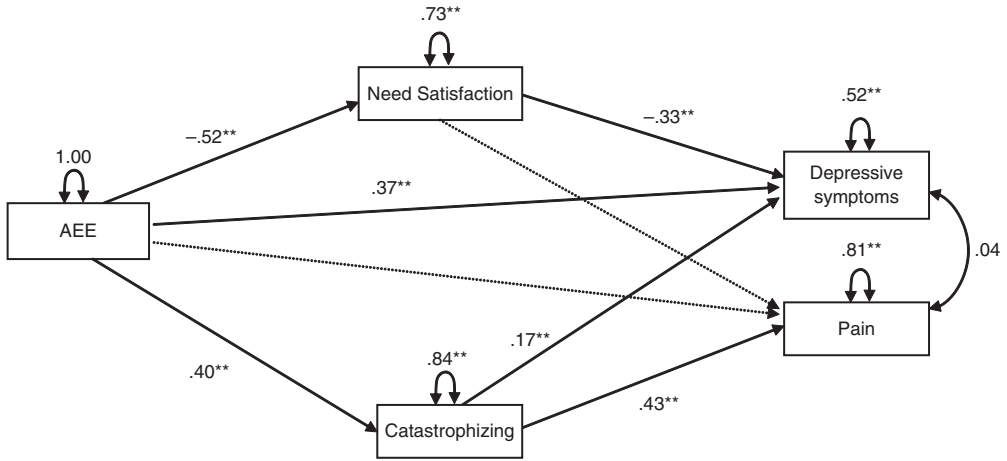 .73**
Need Satisfaction
.52**
–.52**
–.33**
1.00
Depressive
symptoms
.37**
AEE
.81**
.04
Pain
.17**
.84**
.40**
.43**
Catastrophizing